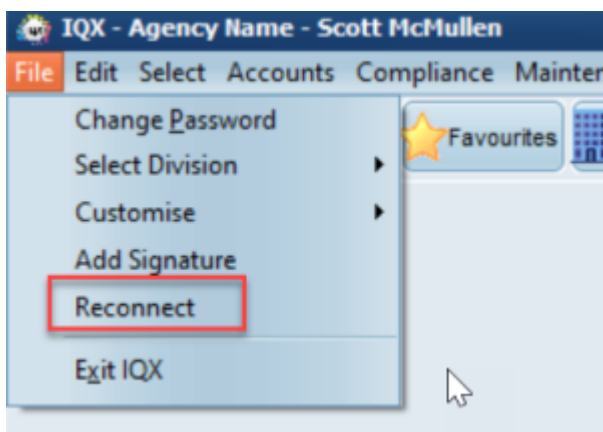 IQX - Agency Name - Scott McMullen
File Edit Select Accounts Compliance
Change Password
Favourites
Select Division
Customise
Add Signature
Reconnect
Exit IQX